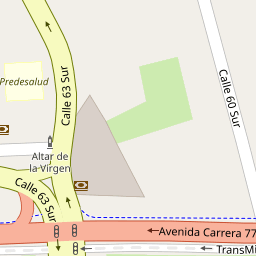 Predesalud
Calle 63 Sur
Calle 60 Sur
Altar de
la Virgen
Calle 63 Sur
Avenida Carrera 77
TransMi